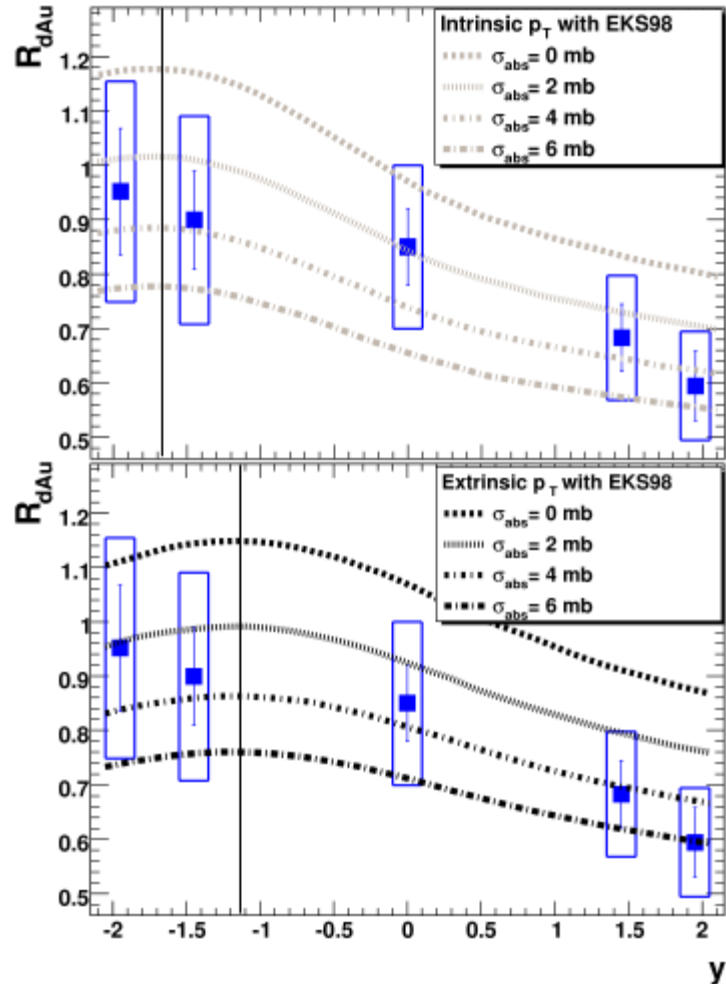 Intrinsic p_T with EKS98
σ_abs= 0 mb
σ_abs= 2 mb
σ_abs= 4 mb
σ_abs= 6 mb
R_dAu
1.2
1.1
1
0.9
0.8
0.7
0.6
0.5
Extrinsic p_T with EKS98
σ_abs= 0 mb
σ_abs= 2 mb
σ_abs= 4 mb
σ_abs= 6 mb
R_dAu
1.2
1.1
1
0.9
0.8
0.7
0.6
0.5
-2 -1.5 -1 -0.5 0 0.5 1 1.5 2
y